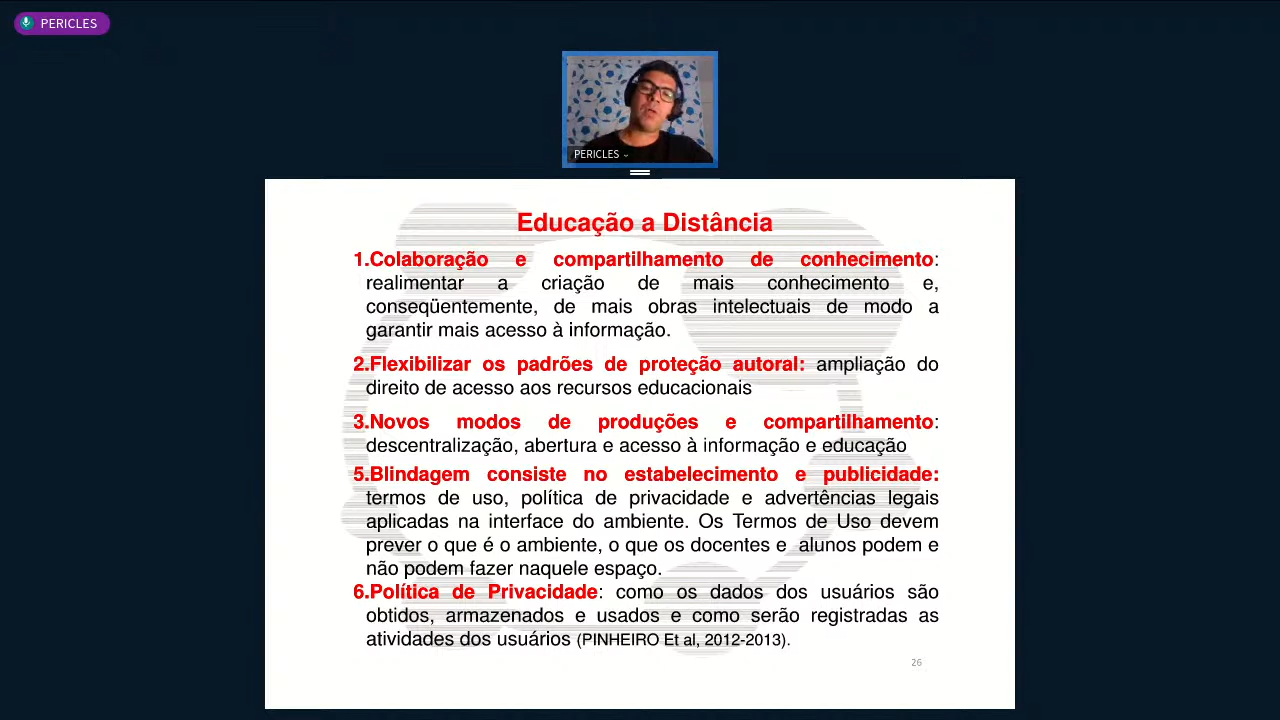 PERICLES
PERICLES
Educação a Distância
1.Colaboração e compartilhamento de conhecimento:
realimentar a criação de mais conhecimento e,
conseqüentemente, de mais obras intelectuais de modo a
garantir mais acesso à informação.
2.Flexibilizar os padrões de proteção autoral: ampliação do
direito de acesso aos recursos educacionais
3.Novos modos de produções e compartilhamento:
descentralização, abertura e acesso à informação e educação
5.Blindagem consiste no estabelecimento e publicidade:
termos de uso, política de privacidade e advertências legais
aplicadas na interface do ambiente. Os Termos de Uso devem
prever o que é o ambiente, o que os docentes e alunos podem e
não podem fazer naquele espaço.
6.Política de Privacidade: como os dados dos usuários são
obtidos, armazenados e usados e como serão registradas as
atividades dos usuários (PINHEIRO Et al, 2012-2013).
26